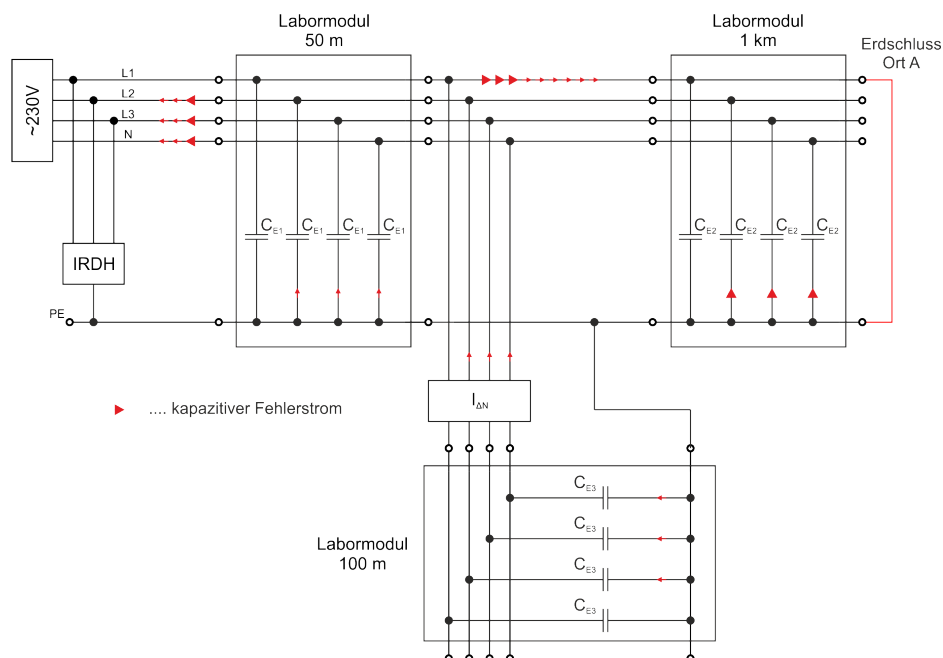 Labormodul
50 m
Labormodul
1 km
Erdschluss
Ort A
~230V
L1
L2
L3
N
CE1
CE1
CE1
CE1
CE2
CE2
CE2
CE2
IRDH
PE
.... kapazitiver Fehlerstrom
IΔN
Labormodul
100 m
CE3
CE3
CE3
CE3